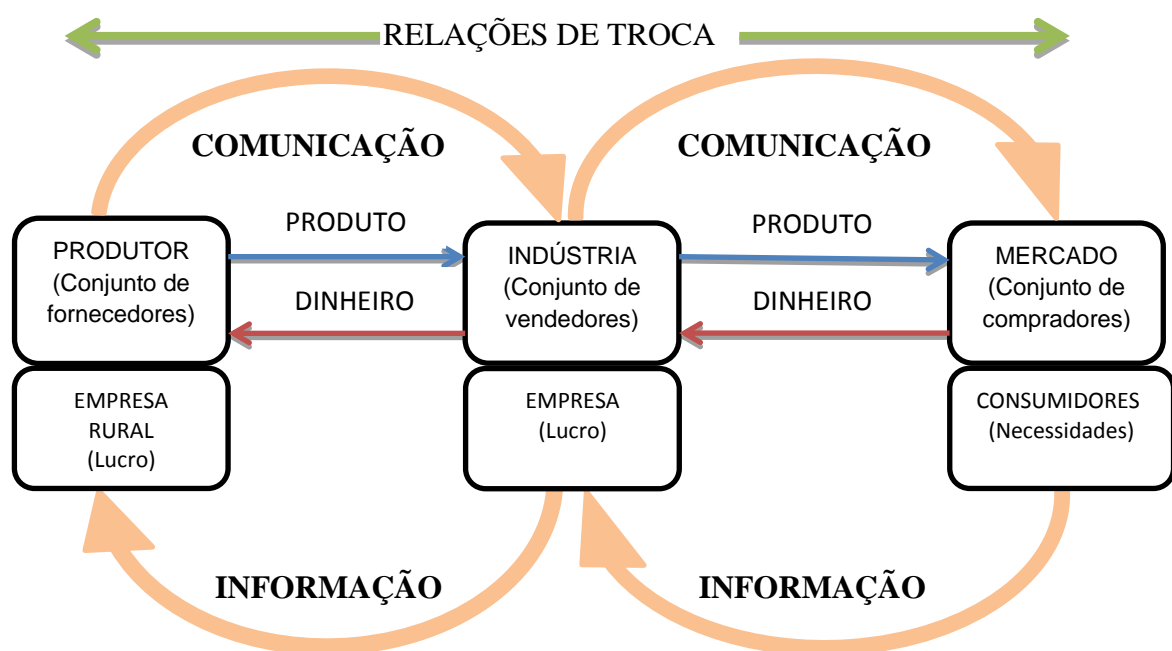 RELAÇÕES DE TROCA
COMUNICAÇÃO
COMUNICAÇÃO
PRODUTOR
(Conjunto de
fornecedores)
PRODUTO
DINHEIRO
INDÚSTRIA
(Conjunto de
vendedores)
PRODUTO
DINHEIRO
MERCADO
(Conjunto de
compradores)
EMPRESA
RURAL
(Lucro)
EMPRESA
(Lucro)
CONSUMIDORES
(Necessidades)
INFORMAÇÃO
INFORMAÇÃO